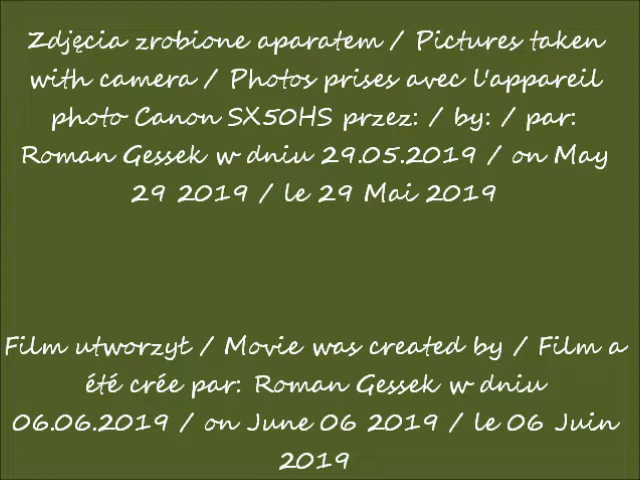 Zdjęcia zrobione aparatem / Pictures taken
with camera / Photos prises avec l'appareil
photo Canon SX50HS przez: / by: / par:
Roman Gessek w dniu 29.05.2019 / on May
29 2019 / le 29 Mai 2019
Film utworzył / Movie was created by / Film a
été crée par: Roman Gessek w dniu
06.06.2019 / on June 06 2019 / le 06 Juin
2019